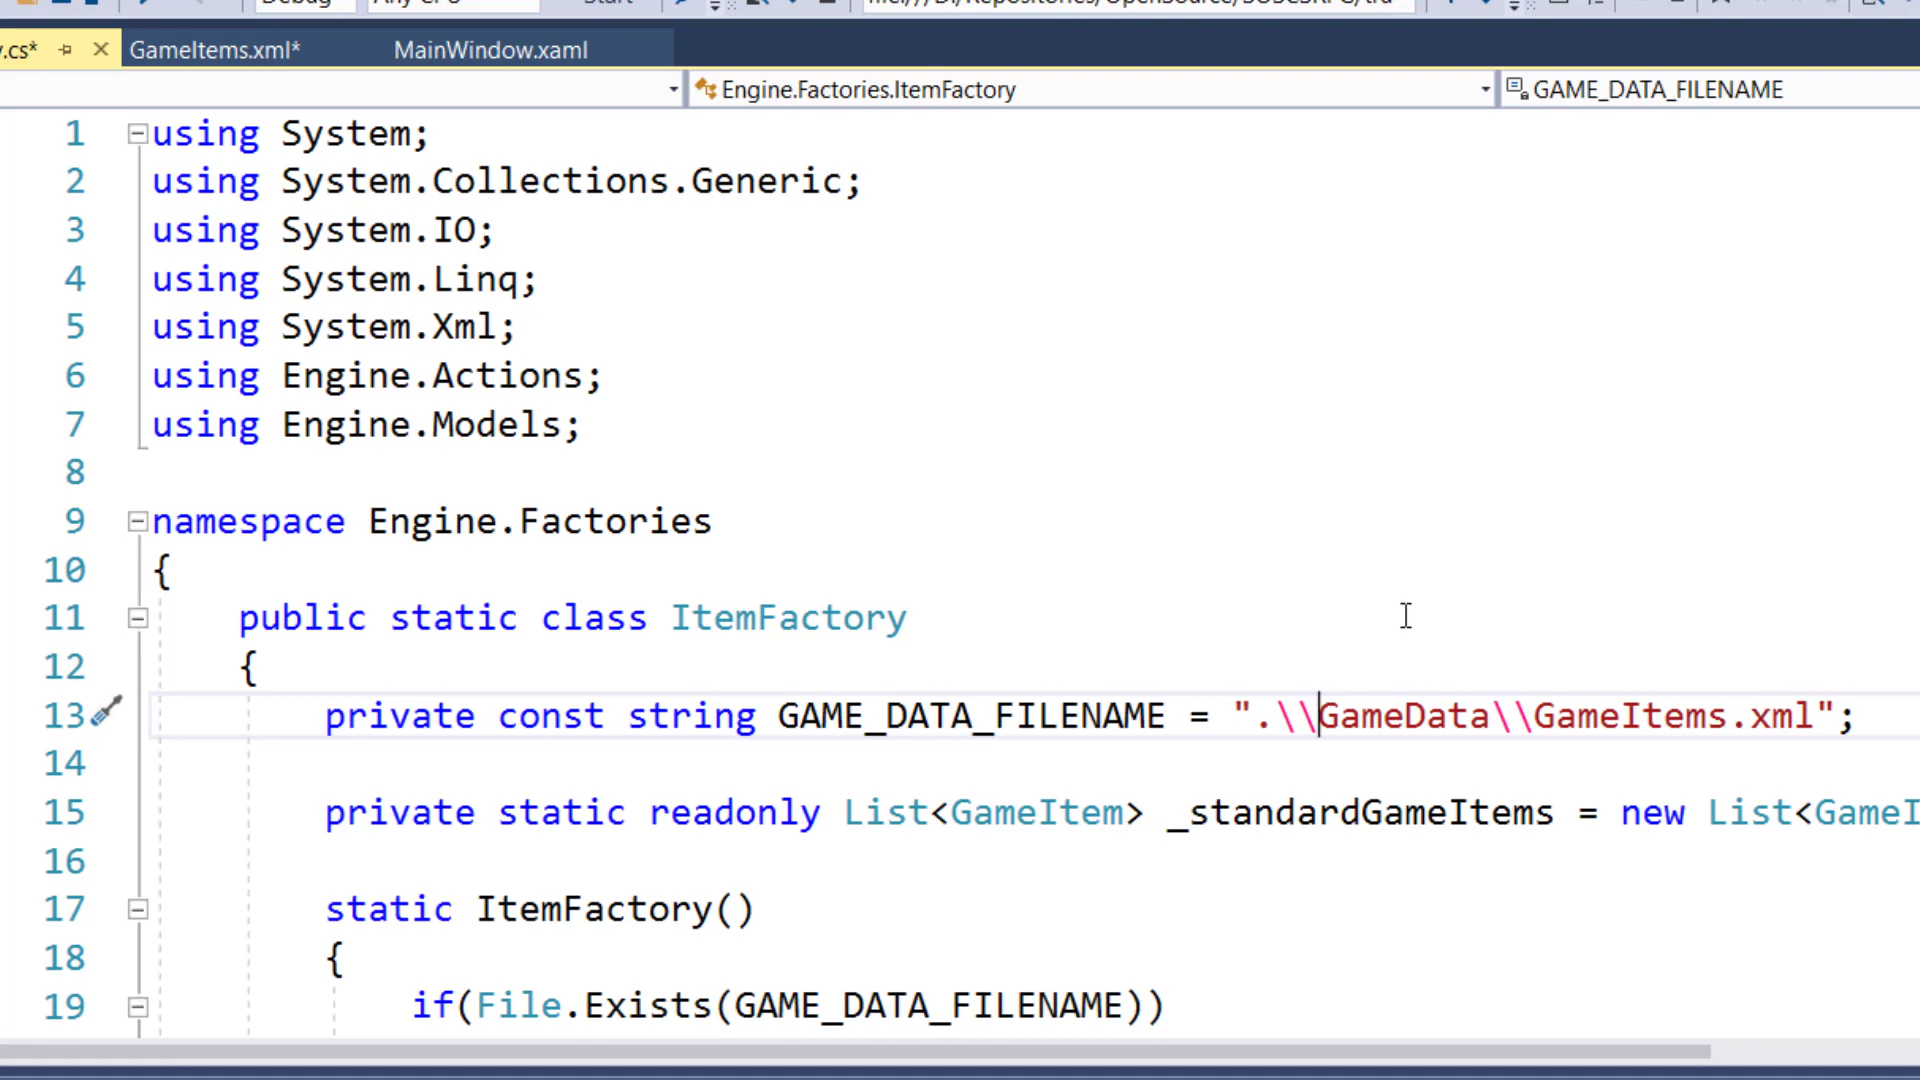 .cs* GameItems.xml* MainWindow.xaml
Engine.Factories.ItemFactory GAME_DATA_FILENAME
1 using System;
2 using System.Collections.Generic;
3 using System.IO;
4 using System.Linq;
5 using System.Xml;
6 using Engine.Actions;
7 using Engine.Models;
8
9 namespace Engine.Factories
10 {
11 public static class ItemFactory
12 {
13 private const string GAME_DATA_FILENAME = ".\\GameData\\GameItems.xml";
14
15 private static readonly List<GameItem> _standardGameItems = new List<GameI
16
17 static ItemFactory()
18 {
19 if(File.Exists(GAME_DATA_FILENAME))